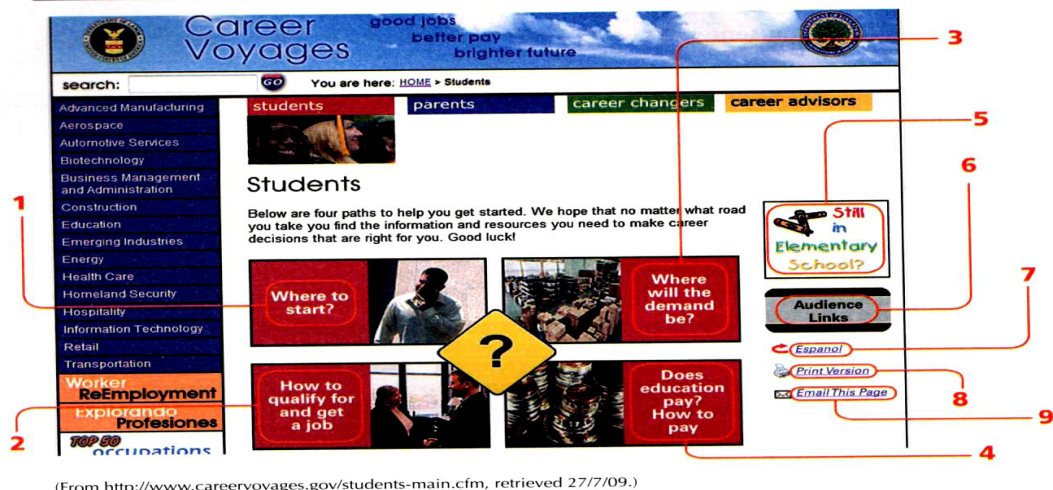 Career
Voyages
good jobs
better pay
brighter future
search:
GO
You are here: HOME > Students
Advanced Manufacturing
Aerospace
Automotive Services
Biotechnology
Business Management
and Administration
Construction
Education
Emerging Industries
Energy
Health Care
Homeland Security
Hospitality
Information Technology
Retail
Transportation
Worker
ReEmployment
Explorando
Profesiones
TOP 50
occupations
students
parents
career changers
career advisors
Students
Below are four paths to help you get started. We hope that no matter what road
you take you find the information and resources you need to make career
decisions that are right for you. Good luck!
Where to
start?
Where
will the
demand
be?
?
How to
qualify for
and get
a job
Does
education
pay?
How to
pay
Still
in
Elementary
School?
Audience
Links
Espanol
Print Version
Email This Page
1
2
3
4
5
6
7
8
9
(From http://www.careervoyages.gov/students-main.cfm, retrieved 27/7/09.)